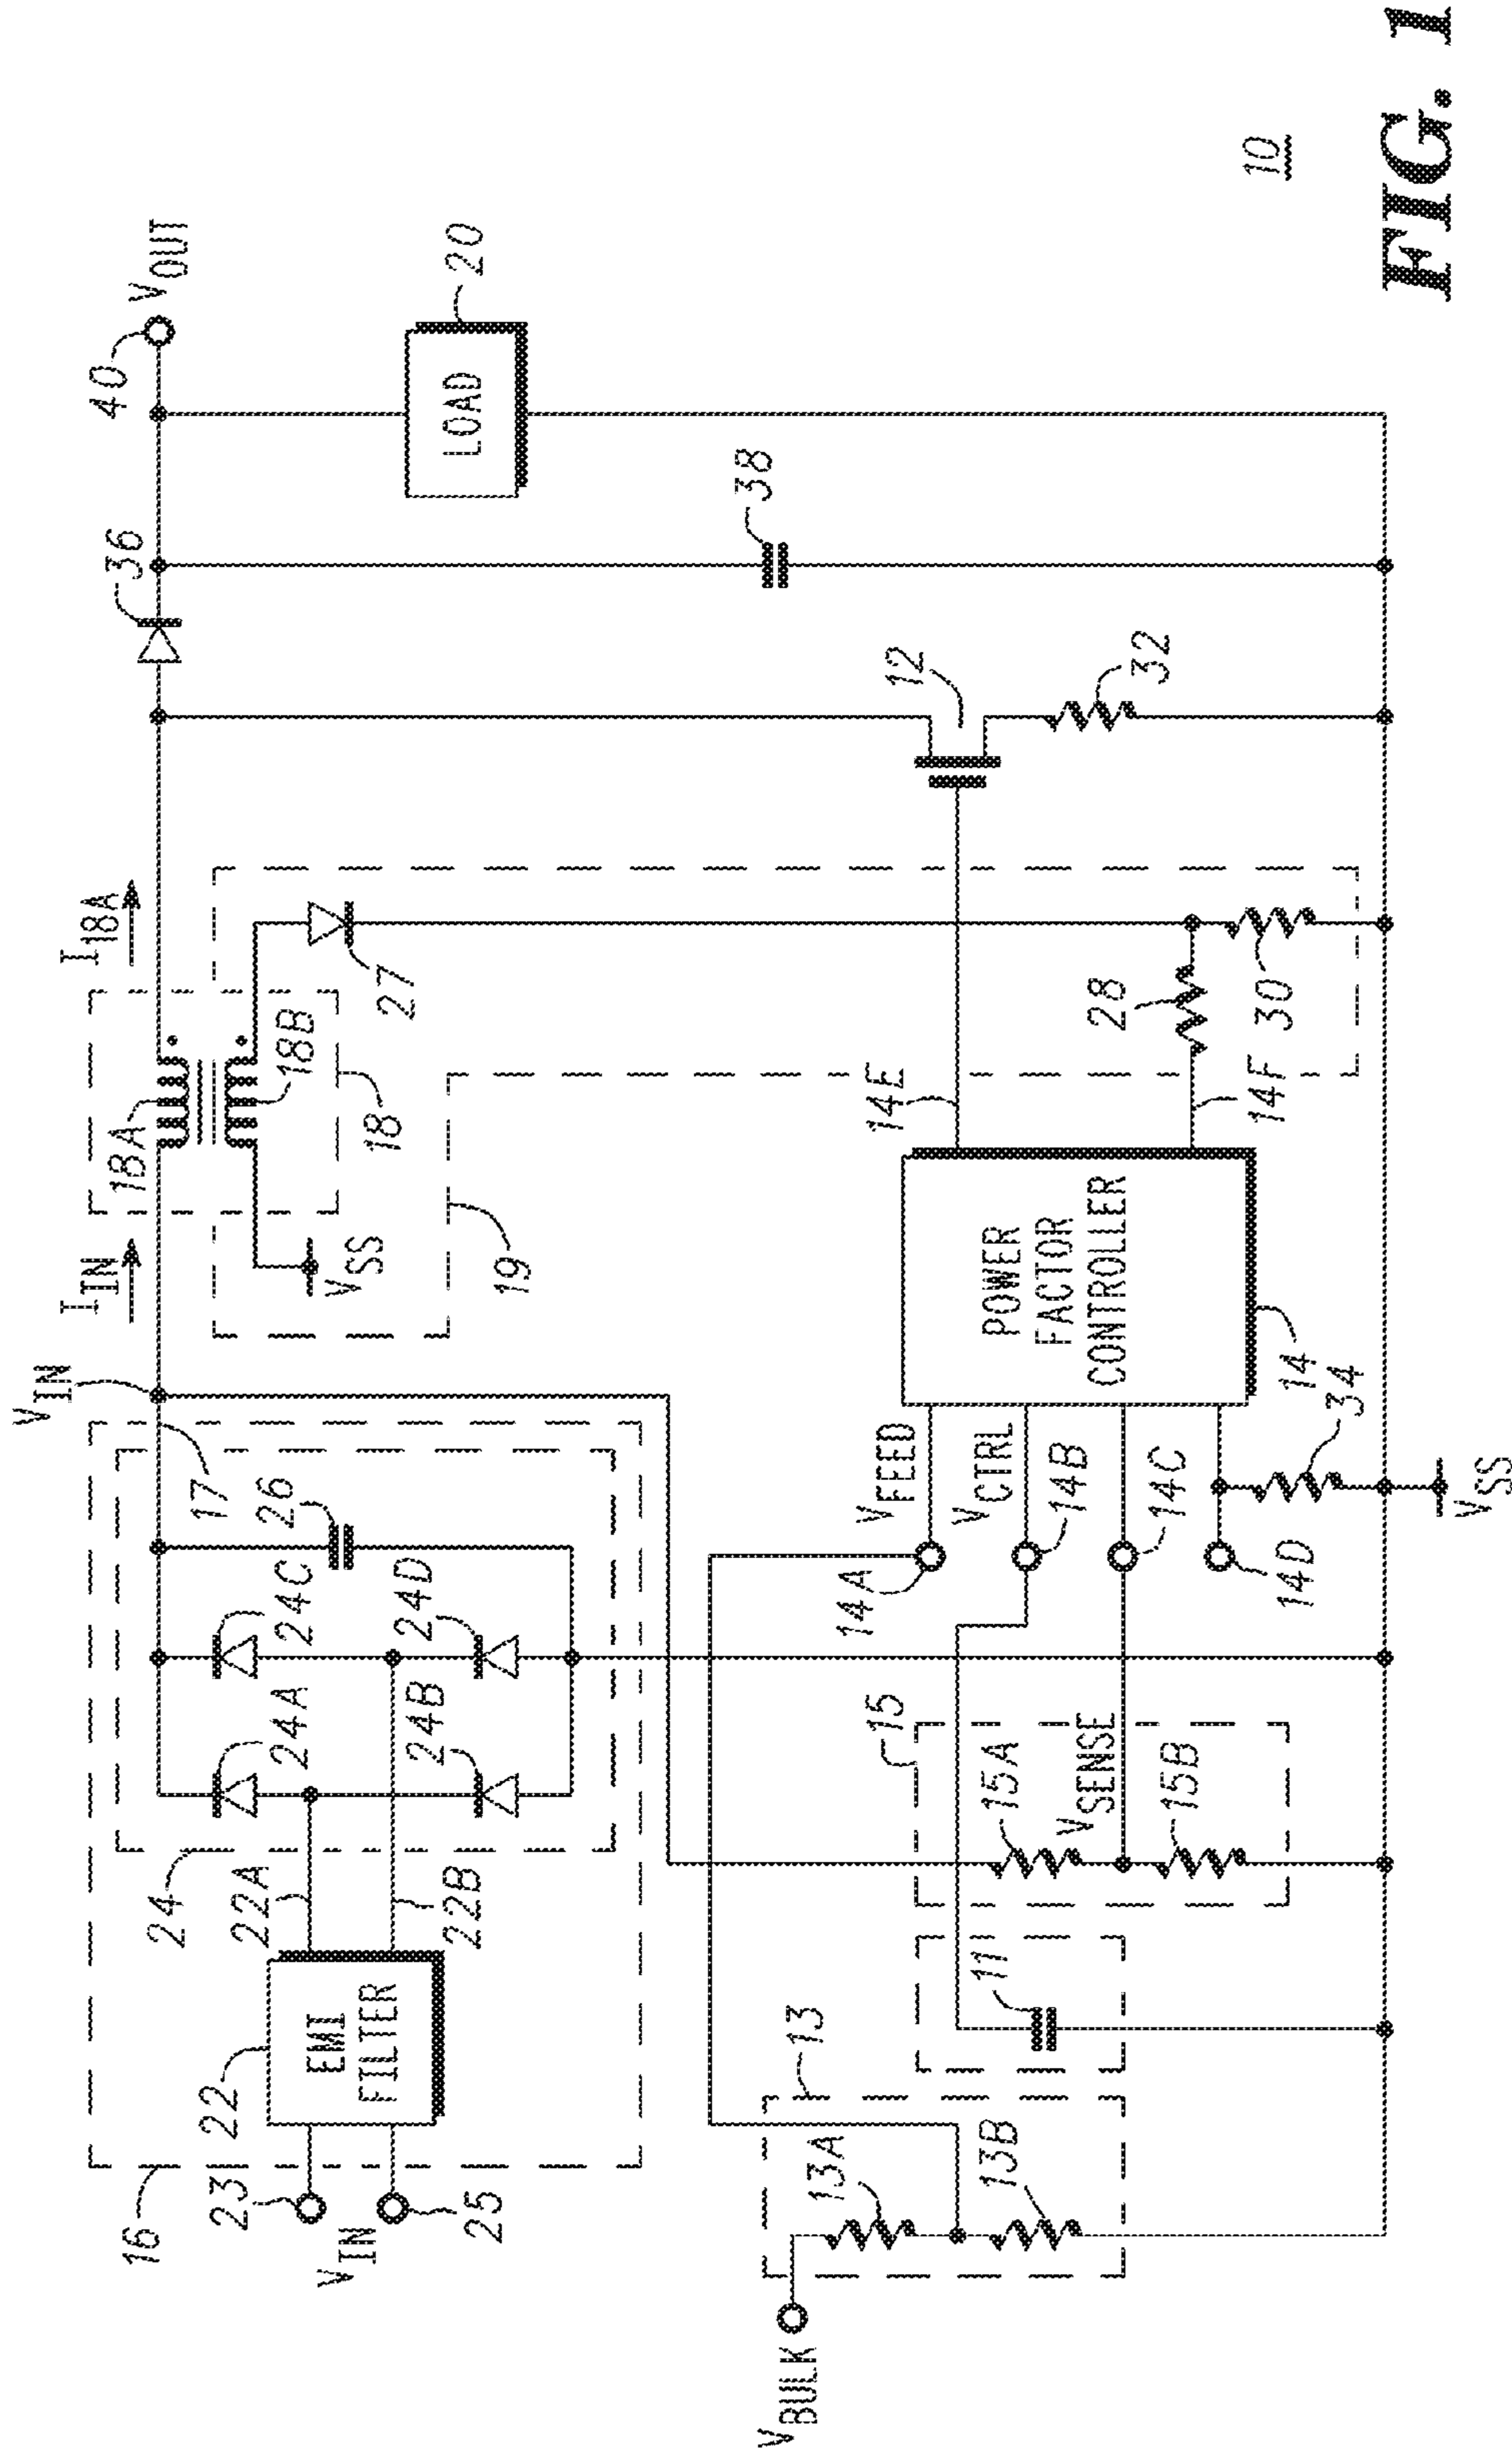 V_IN
I_IN
I_18A
36
40
V_OUT
16
22
23
V_IN
25
EMI
FILTER
24
22A
22B
24A
24B
24C
24D
26
17
18A
18B
18
V_SS
19
27
38
LOAD
20
12
32
V_BULK
13A
13
13B
11
15
15A
V_SENSE
15B
14A
V_FEED
V_CTRL
14B
14C
14D
34
14
V_SS
POWER
FACTOR
CONTROLLER
14E
14F
28
30
10
FIG. 1